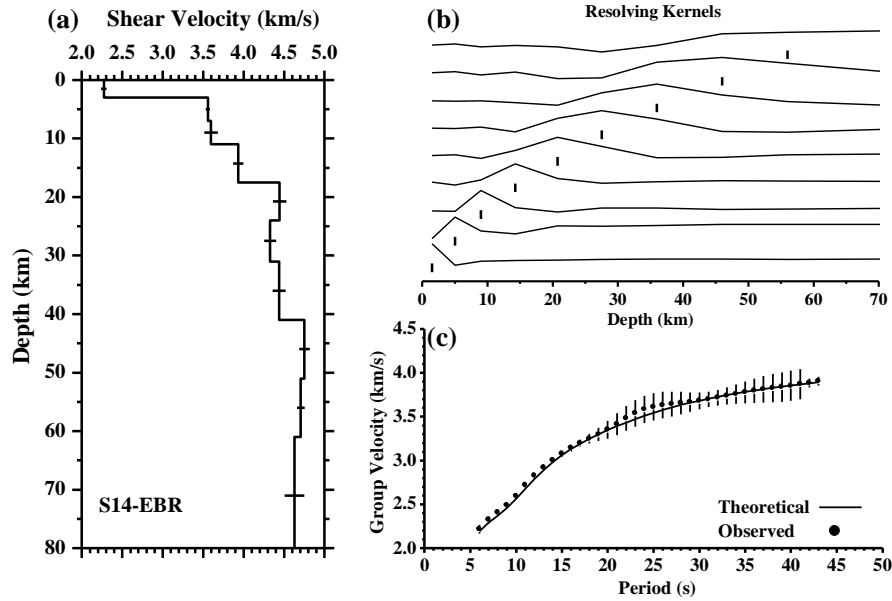 (a)
Shear Velocity (km/s)
2.0 2.5 3.0 3.5 4.0 4.5 5.0
0
10
20
30
40
50
60
70
80
Depth (km)
S14-EBR
(b)
Resolving Kernels
0 10 20 30 40 50 60 70
Depth (km)
(c)
4.5
4.0
3.5
3.0
2.5
2.0
Group Velocity (km/s)
Theoretical
Observed
0 5 10 15 20 25 30 35 40 45 50
Period (s)